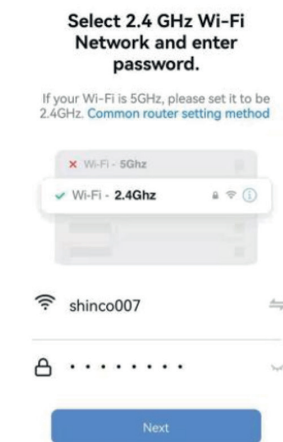 Select 2.4 GHz Wi-Fi
Network and enter
password.
If your Wi-Fi is 5GHz, please set it to be
2.4GHz. Common router setting method
Wi-Fi - 5Ghz
Wi-Fi - 2.4Ghz
shinco007
Next